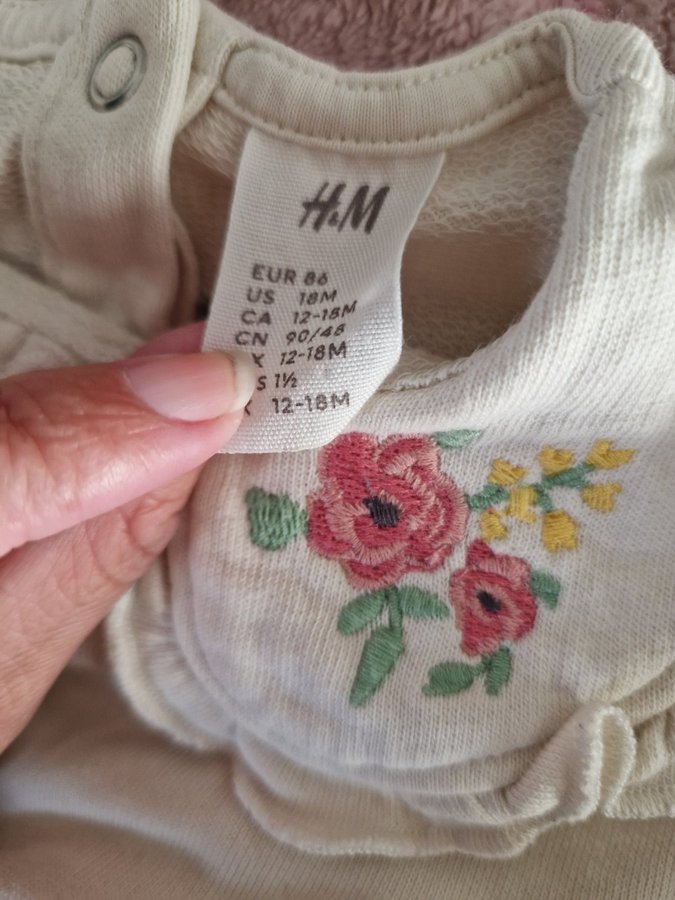 H&M
EUR 86
US 18M
CA 12-18M
CN 90/48
X 12-18M
S 1½
12-18M